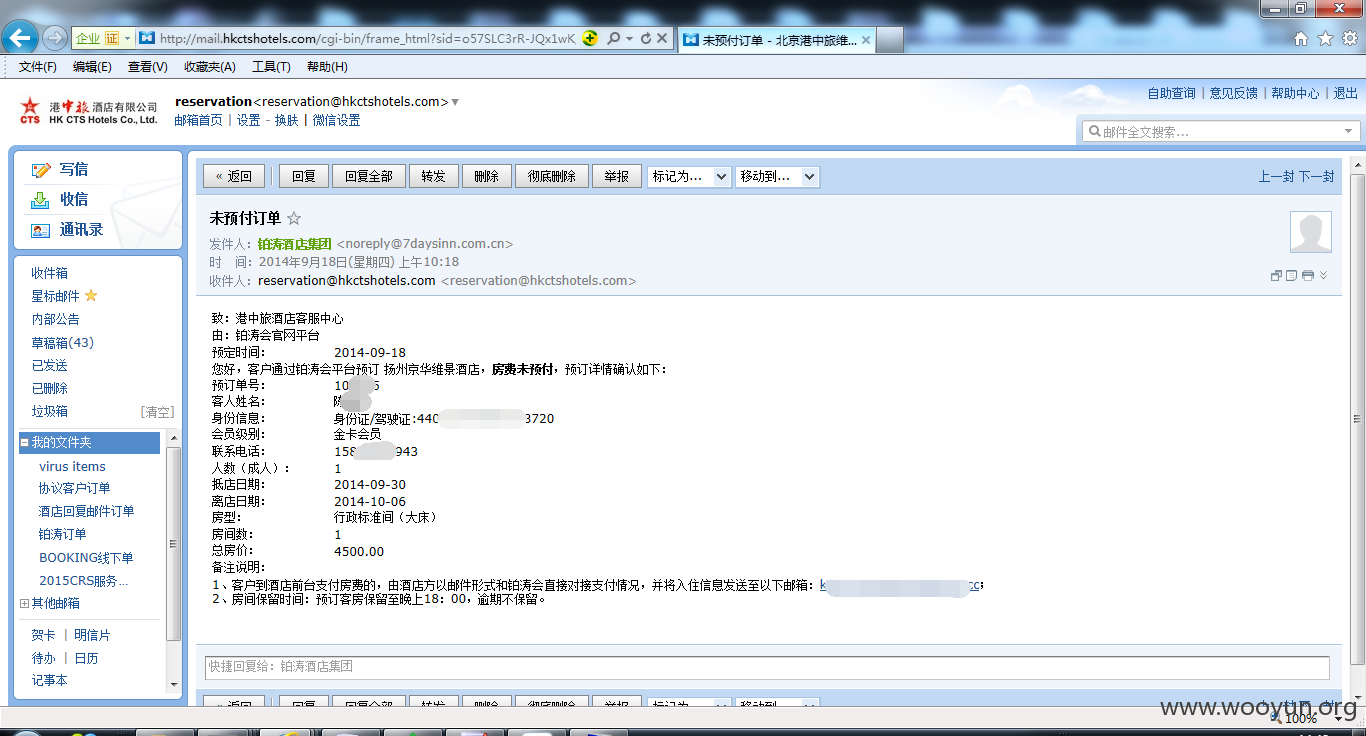 企业 证 http://mail.hkctshotels.com/cgi-bin/frame_html?sid=o57SLC3rR-JQx1wK 未预付订单 - 北京港中旅维...
文件(F) 编辑(E) 查看(V) 收藏夹(A) 工具(T) 帮助(H)
港中旅酒店有限公司
CTS HK CTS Hotels Co., Ltd.
reservation<reservation@hkctshotels.com>
邮箱首页 | 设置 - 换肤 | 微信设置
自助查询 | 意见反馈 | 帮助中心 | 退出
邮件全文搜索...
写信
收信
通讯录
收件箱
星标邮件
内部公告
草稿箱(43)
已发送
已删除
垃圾箱 [清空]
我的文件夹
virus items
协议客户订单
酒店回复邮件订单
铂涛订单
BOOKING线下单
2015CRS服务...
其他邮箱
贺卡 | 明信片
待办 | 日历
记事本
« 返回 回复 回复全部 转发 删除 彻底删除 举报 标记为... 移动到... 上一封 下一封
未预付订单
发件人：铂涛酒店集团 <noreply@7daysinn.com.cn>
时 间：2014年9月18日(星期四) 上午10:18
收件人：reservation@hkctshotels.com <reservation@hkctshotels.com>
致：港中旅酒店客服中心
由：铂涛会官网平台
预定时间： 2014-09-18
您好，客户通过铂涛会平台预订 扬州京华维景酒店，房费未预付，预订详情确认如下：
预订单号： 10 5
客人姓名： 陈
身份信息： 身份证/驾驶证:440 3720
会员级别： 金卡会员
联系电话： 158 943
人数（成人）： 1
抵店日期： 2014-09-30
离店日期： 2014-10-06
房型： 行政标准间（大床）
房间数： 1
总房价： 4500.00
备注说明：
1、客户到酒店前台支付房费的，由酒店方以邮件形式和铂涛会直接对接支付情况，并将入住信息发送至以下邮箱：k cc；
2、房间保留时间：预订客房保留至晚上18：00，逾期不保留。
快捷回复给：铂涛酒店集团
« 返回 回复 回复全部 转发 删除 彻底删除 举报 标记为... 移动到... 上一封 下一封
www.wooyun.org
100%